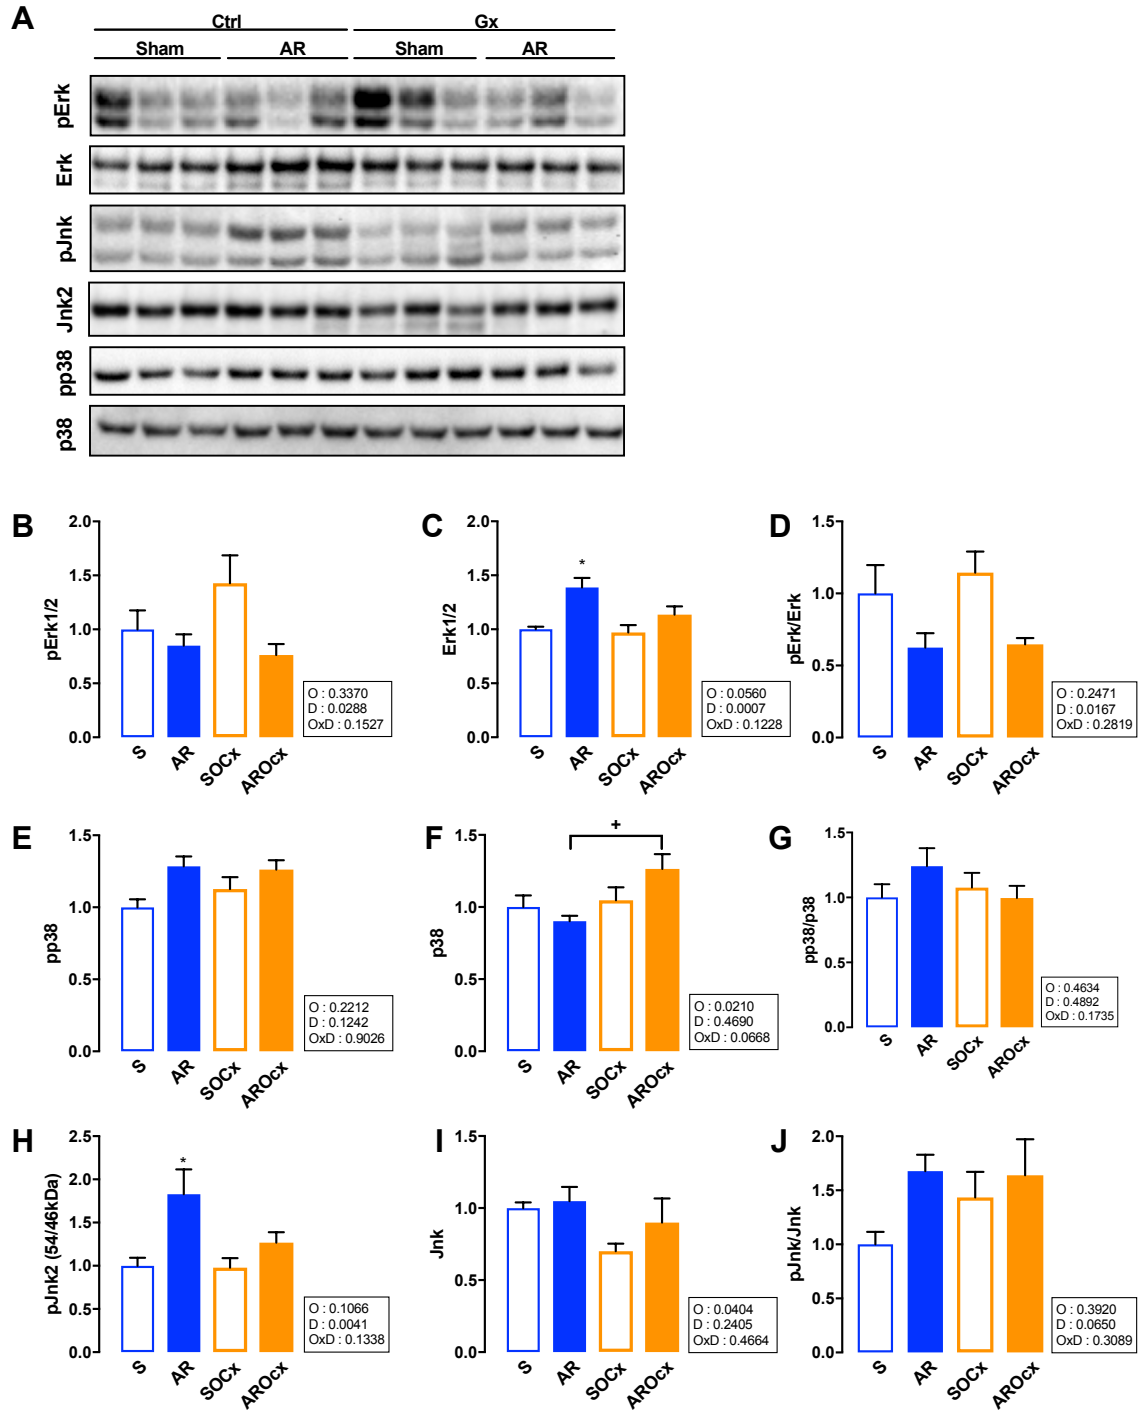 A
Ctrl Gx
Sham AR Sham AR
pErk
Erk
pJnk
Jnk2
pp38
p38
B
pErk1/2
2.0
1.5
1.0
0.5
0.0
S AR SOCx AROcx
O : 0.3370
D : 0.0288
OxD : 0.1527
C
Erk1/2
2.0
1.5
1.0
0.5
0.0
*
S AR SOCx AROcx
O : 0.0560
D : 0.0007
OxD : 0.1228
D
pErk/Erk
1.5
1.0
0.5
0.0
S AR SOCx AROcx
O : 0.2471
D : 0.0167
OxD : 0.2819
E
pp38
1.5
1.0
0.5
0.0
S AR SOCx AROcx
O : 0.2212
D : 0.1242
OxD : 0.9026
F
p38
1.5
1.0
0.5
0.0
+
S AR SOCx AROcx
O : 0.0210
D : 0.4690
OxD : 0.0668
G
pp38/p38
1.5
1.0
0.5
0.0
S AR SOCx AROcx
O : 0.4634
D : 0.4892
OxD : 0.1735
H
pJnk2 (54/46kDa)
2.5
2.0
1.5
1.0
0.5
0.0
*
S AR SOCx AROcx
O : 0.1066
D : 0.0041
OxD : 0.1338
I
Jnk
1.5
1.0
0.5
0.0
S AR SOCx AROcx
O : 0.0404
D : 0.2405
OxD : 0.4664
J
pJnk/Jnk
2.0
1.5
1.0
0.5
0.0
S AR SOCx AROcx
O : 0.3920
D : 0.0650
OxD : 0.3089